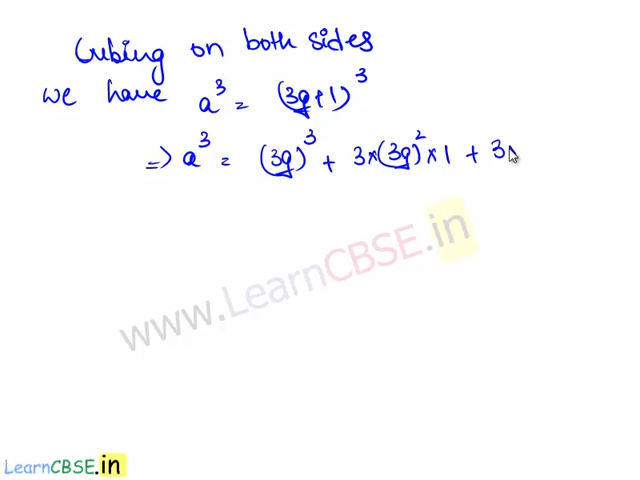 Cubing on both sides
we have a³ = (3q+1)³
=> a³ = (3q)³ + 3×(3q)²×1 + 3
www.LearnCBSE.in
LearnCBSE.in